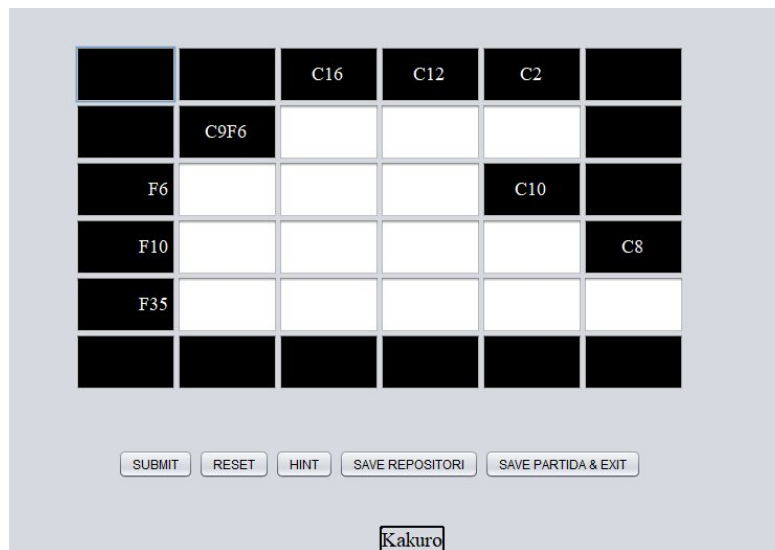 C16 C12 C2
C9F6
F6 C10
F10 C8
F35
SUBMIT RESET HINT SAVE REPOSITORI SAVE PARTIDA & EXIT
Kakuro